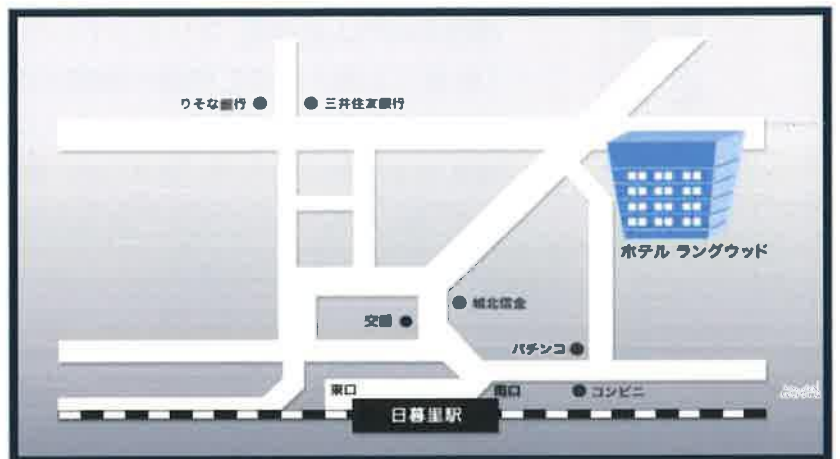 りそな銀行
三井住友銀行
ホテル ラングウッド
城北信金
交番
パチンコ
東口
南口
コンビニ
日暮里駅